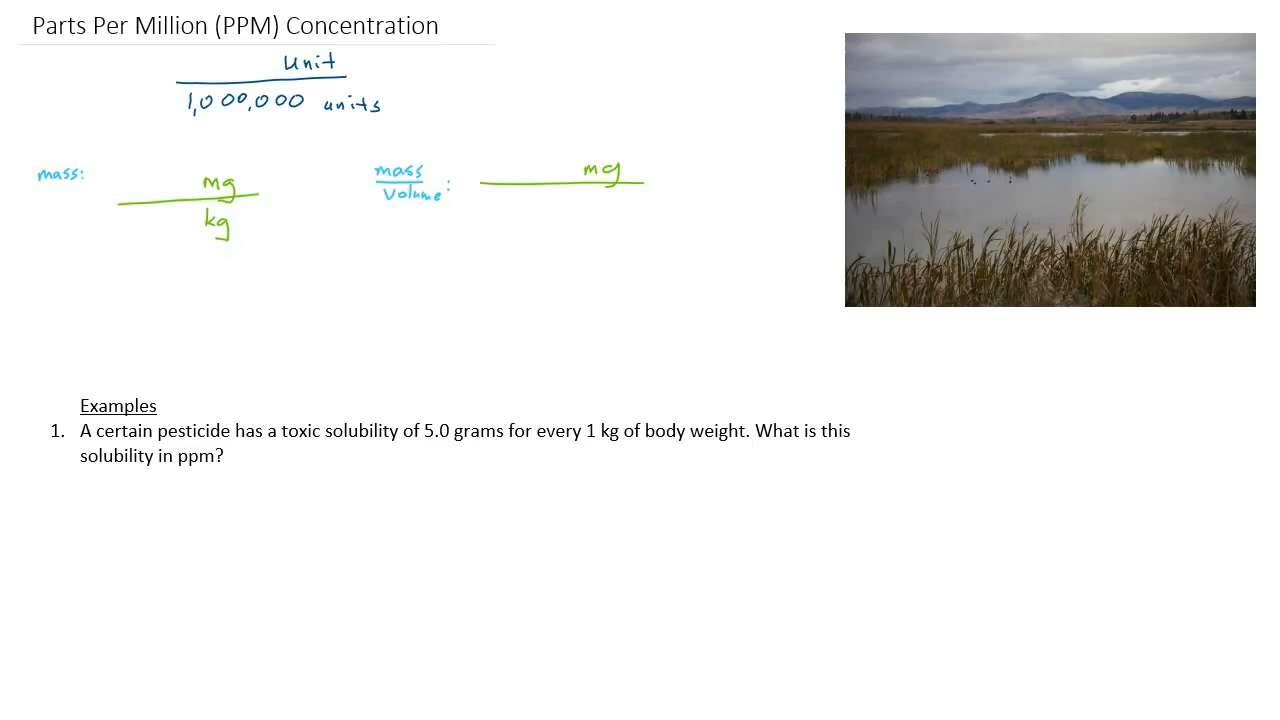 Parts Per Million (PPM) Concentration
unit
1,000,000 units
mass:
mg
kg
mass
volume:
mg
Examples
1. A certain pesticide has a toxic solubility of 5.0 grams for every 1 kg of body weight. What is this
solubility in ppm?